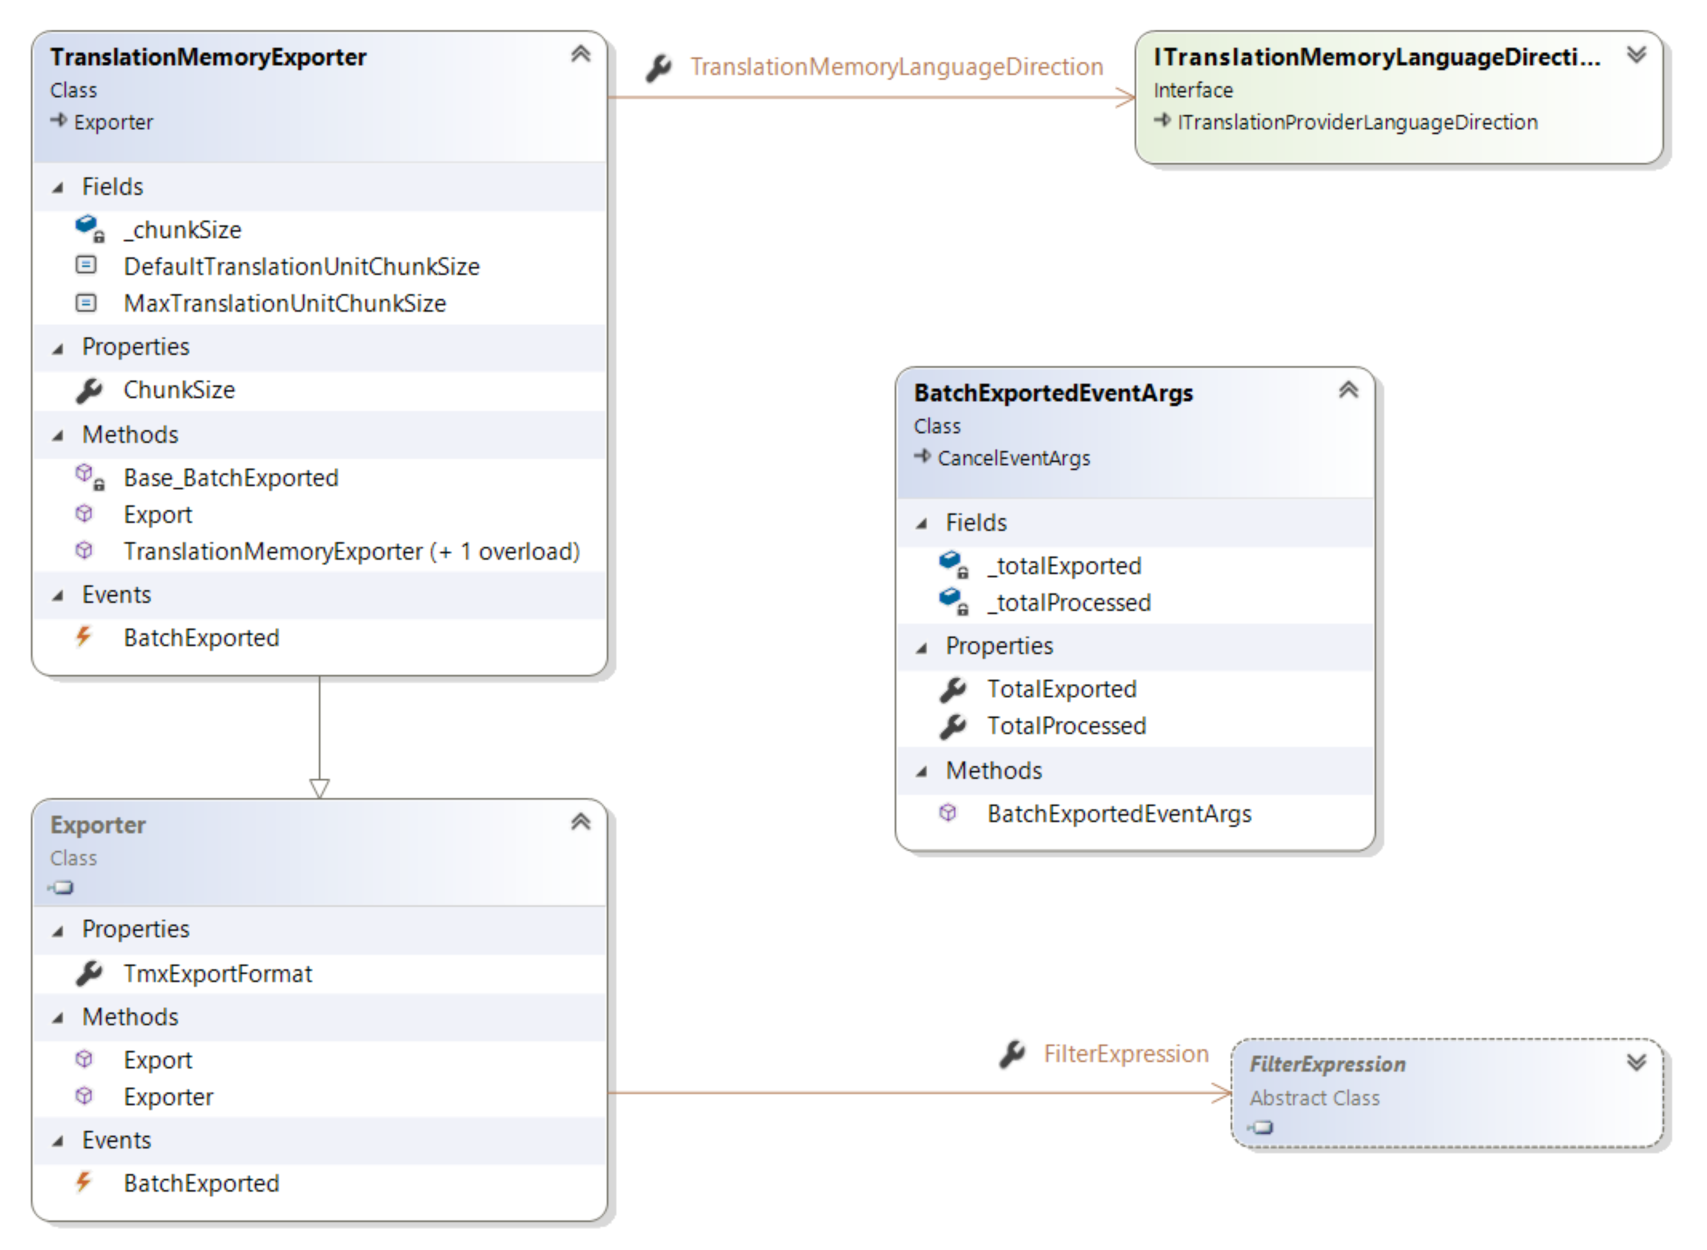 TranslationMemoryExporter
Class
Exporter
Fields
_chunkSize
DefaultTranslationUnitChunkSize
MaxTranslationUnitChunkSize
Properties
ChunkSize
Methods
Base_BatchExported
Export
TranslationMemoryExporter (+ 1 overload)
Events
BatchExported
TranslationMemoryLanguageDirection
ITranslationMemoryLanguageDirecti...
Interface
ITranslationProviderLanguageDirection
BatchExportedEventArgs
Class
CancelEventArgs
Fields
_totalExported
_totalProcessed
Properties
TotalExported
TotalProcessed
Methods
BatchExportedEventArgs
Exporter
Class
Properties
TmxExportFormat
Methods
Export
Exporter
Events
BatchExported
FilterExpression
FilterExpression
Abstract Class